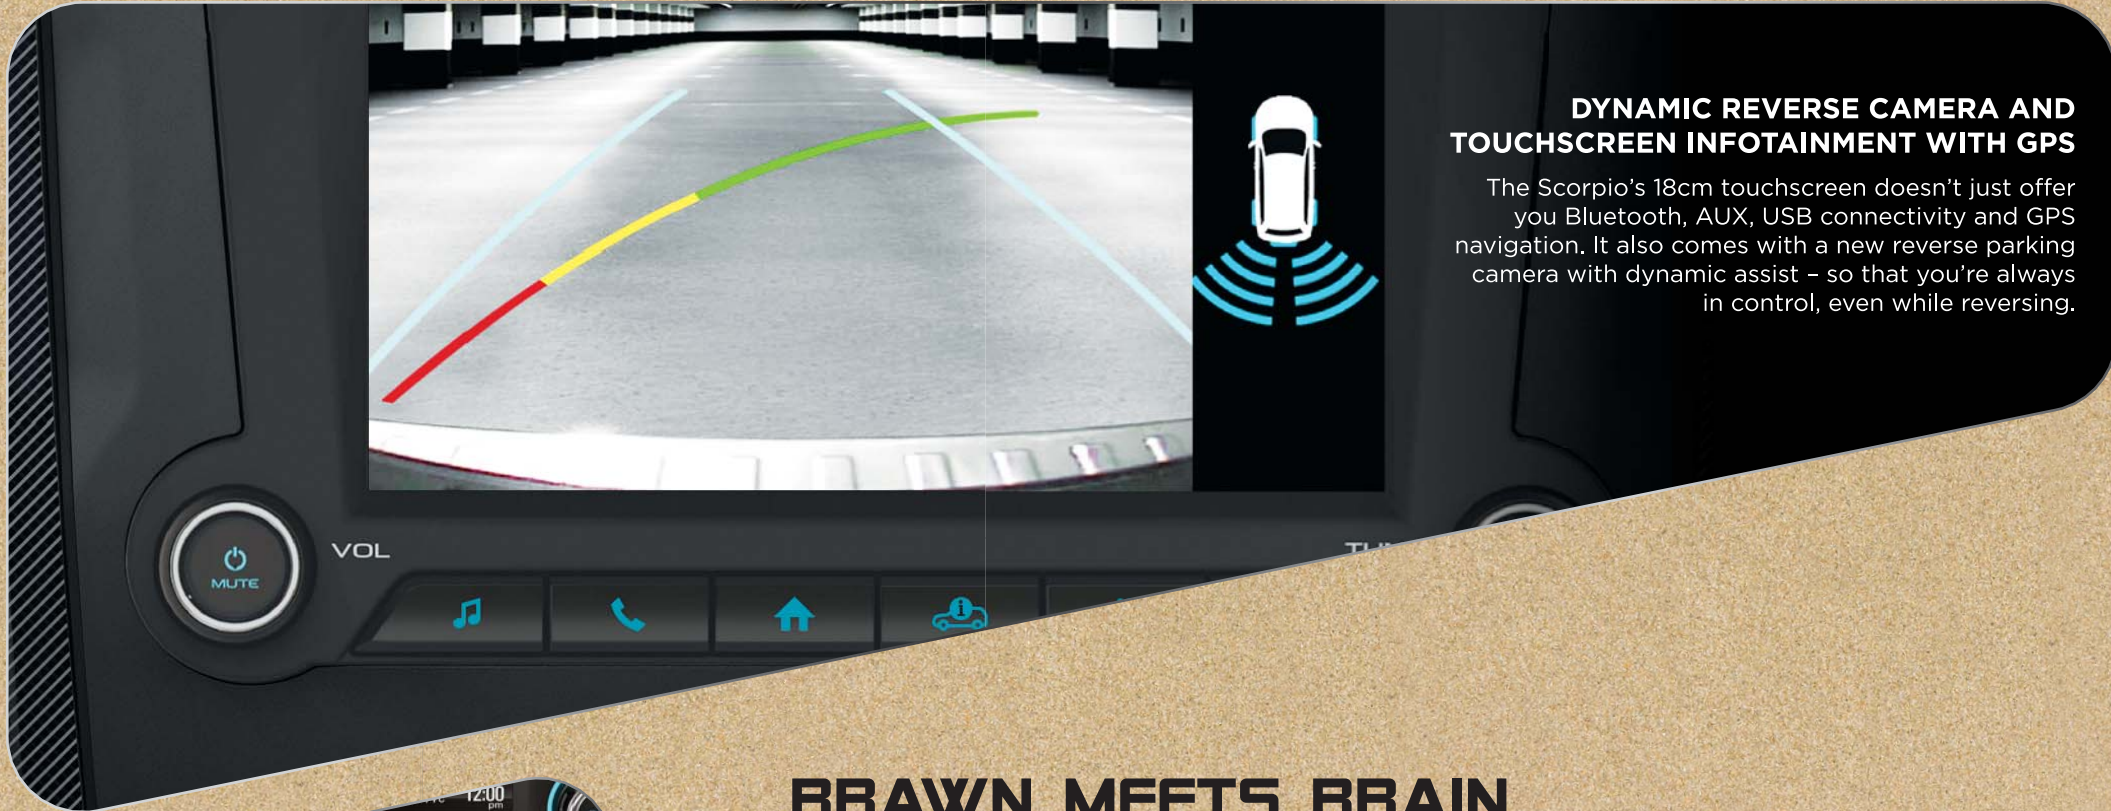 DYNAMIC REVERSE CAMERA AND
TOUCHSCREEN INFOTAINMENT WITH GPS
The Scorpio's 18cm touchscreen doesn't just offer
you Bluetooth, AUX, USB connectivity and GPS
navigation. It also comes with a new reverse parking
camera with dynamic assist – so that you're always
in control, even while reversing.
VOL
MUTE
12:00
pm
BRAWN MEETS BRAIN